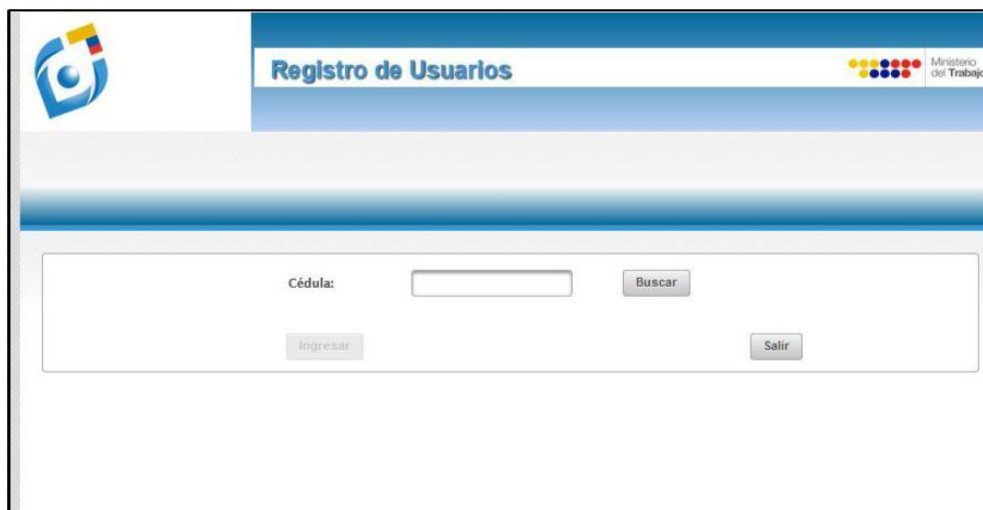 Registro de Usuarios
Ministerio
del Trabajo
Cédula:
Buscar
Ingresar
Salir